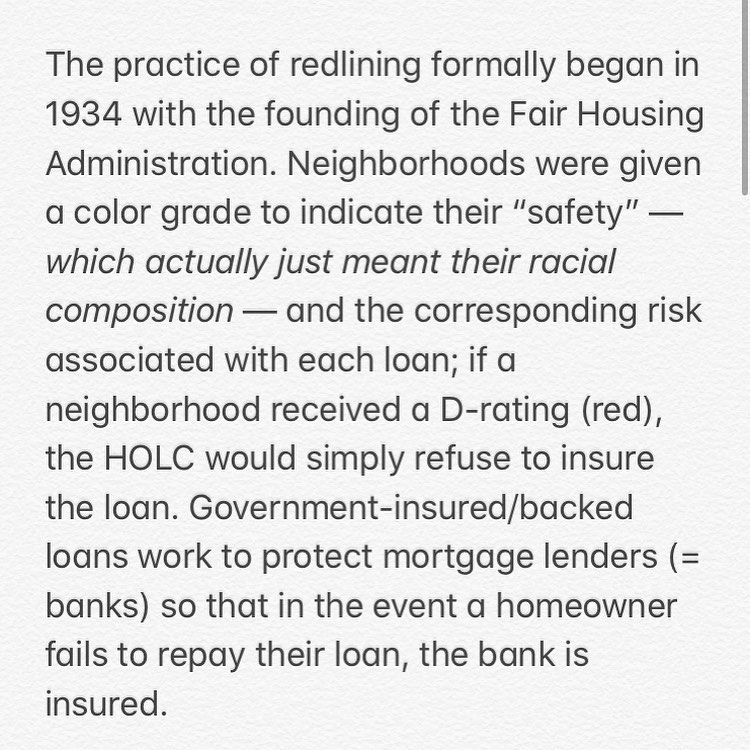 The practice of redlining formally began in
1934 with the founding of the Fair Housing
Administration. Neighborhoods were given
a color grade to indicate their “safety” —
which actually just meant their racial
composition — and the corresponding risk
associated with each loan; if a
neighborhood received a D-rating (red),
the HOLC would simply refuse to insure
the loan. Government-insured/backed
loans work to protect mortgage lenders (=
banks) so that in the event a homeowner
fails to repay their loan, the bank is
insured.